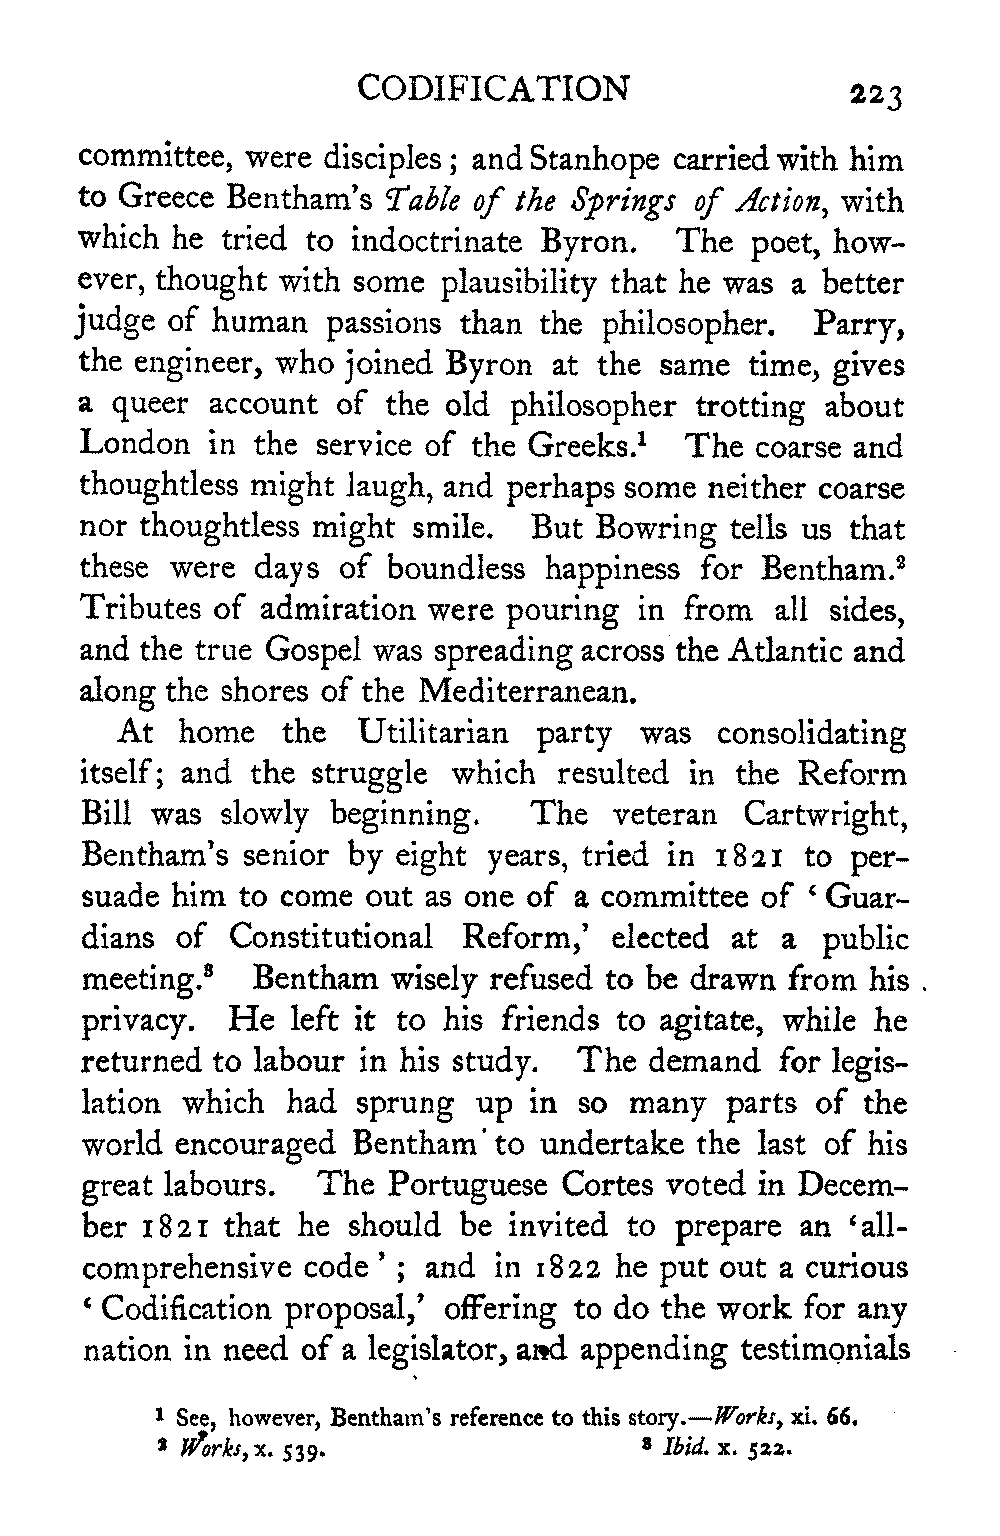 CODIFICATION 223
committee, were disciples ; and Stanhope carried with him
to Greece Bentham's Table of the Springs of Action, with
which he tried to indoctrinate Byron. The poet, how-
ever, thought with some plausibility that he was a better
judge of human passions than the philosopher. Parry,
the engineer, who joined Byron at the same time, gives
a queer account of the old philosopher trotting about
London in the service of the Greeks.¹ The coarse and
thoughtless might laugh, and perhaps some neither coarse
nor thoughtless might smile. But Bowring tells us that
these were days of boundless happiness for Bentham.²
Tributes of admiration were pouring in from all sides,
and the true Gospel was spreading across the Atlantic and
along the shores of the Mediterranean.
At home the Utilitarian party was consolidating
itself; and the struggle which resulted in the Reform
Bill was slowly beginning. The veteran Cartwright,
Bentham's senior by eight years, tried in 1821 to per-
suade him to come out as one of a committee of ‘ Guar-
dians of Constitutional Reform,’ elected at a public
meeting.³ Bentham wisely refused to be drawn from his
privacy. He left it to his friends to agitate, while he
returned to labour in his study. The demand for legis-
lation which had sprung up in so many parts of the
world encouraged Bentham to undertake the last of his
great labours. The Portuguese Cortes voted in Decem-
ber 1821 that he should be invited to prepare an ‘all-
comprehensive code ’ ; and in 1822 he put out a curious
‘ Codification proposal,’ offering to do the work for any
nation in need of a legislator, and appending testimonials
¹ See, however, Bentham's reference to this story.—Works, xi. 66.
² Works, x. 539. ³ Ibid. x. 522.